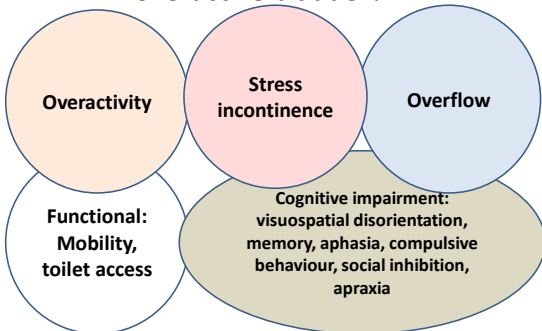 Overactivity
Stress
incontinence
Overflow
Functional:
Mobility,
toilet access
Cognitive impairment:
visuospatial disorientation,
memory, aphasia, compulsive
behaviour, social inhibition,
apraxia